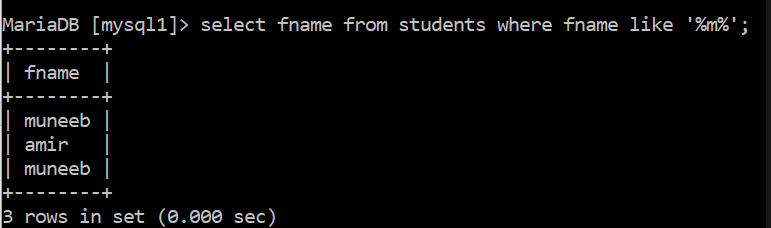 MariaDB [mysql1]> select fname from students where fname like '%m%';
+--------+
| fname  |
+--------+
| muneeb |
| amir   |
| muneeb |
+--------+
3 rows in set (0.000 sec)